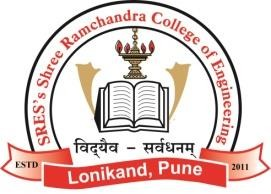 SRES's Shree Ramchandra College of Engineering
विद्यैव - सर्वधनम्
ESTD
2011
Lonikand, Pune